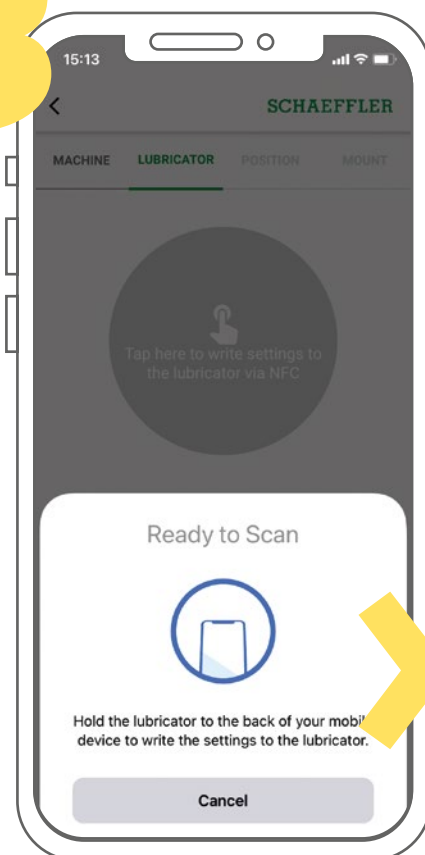 15:13
SCHAEFFLER
MACHINE LUBRICATOR POSITION MOUNT
Tap here to write settings to
the lubricator via NFC
Ready to Scan
Hold the lubricator to the back of your mobi
device to write the settings to the lubricator.
Cancel